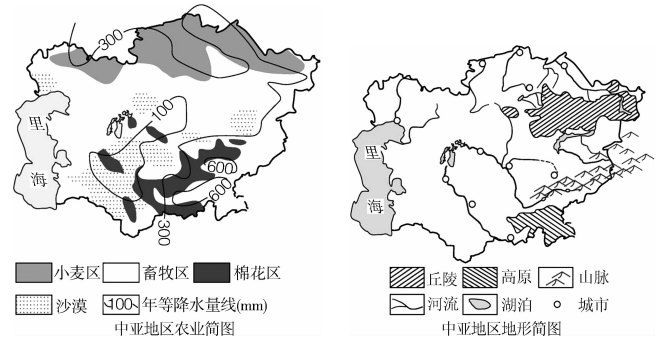 300
100
600
600
300
里
海
小麦区
畜牧区
棉花区
沙漠
100
年等降水量线(mm)
中亚地区农业简图
里
海
丘陵
高原
山脉
河流
湖泊
城市
中亚地区地形简图